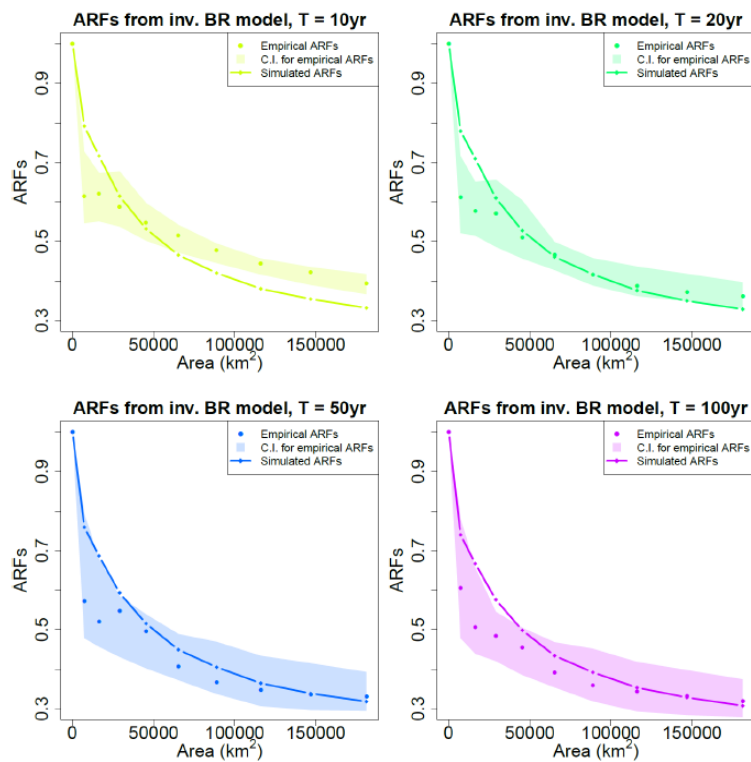 ARFs from inv. BR model, T = 10yr
Empirical ARFs
C.I. for empirical ARFs
Simulated ARFs
ARFs
0.9
0.7
0.5
0.3
0
50000
100000
150000
Area (km²)
ARFs from inv. BR model, T = 20yr
Empirical ARFs
C.I. for empirical ARFs
Simulated ARFs
ARFs
0.9
0.7
0.5
0.3
0
50000
100000
150000
Area (km²)
ARFs from inv. BR model, T = 50yr
Empirical ARFs
C.I. for empirical ARFs
Simulated ARFs
ARFs
0.9
0.7
0.5
0.3
0
50000
100000
150000
Area (km²)
ARFs from inv. BR model, T = 100yr
Empirical ARFs
C.I. for empirical ARFs
Simulated ARFs
ARFs
0.9
0.7
0.5
0.3
0
50000
100000
150000
Area (km²)